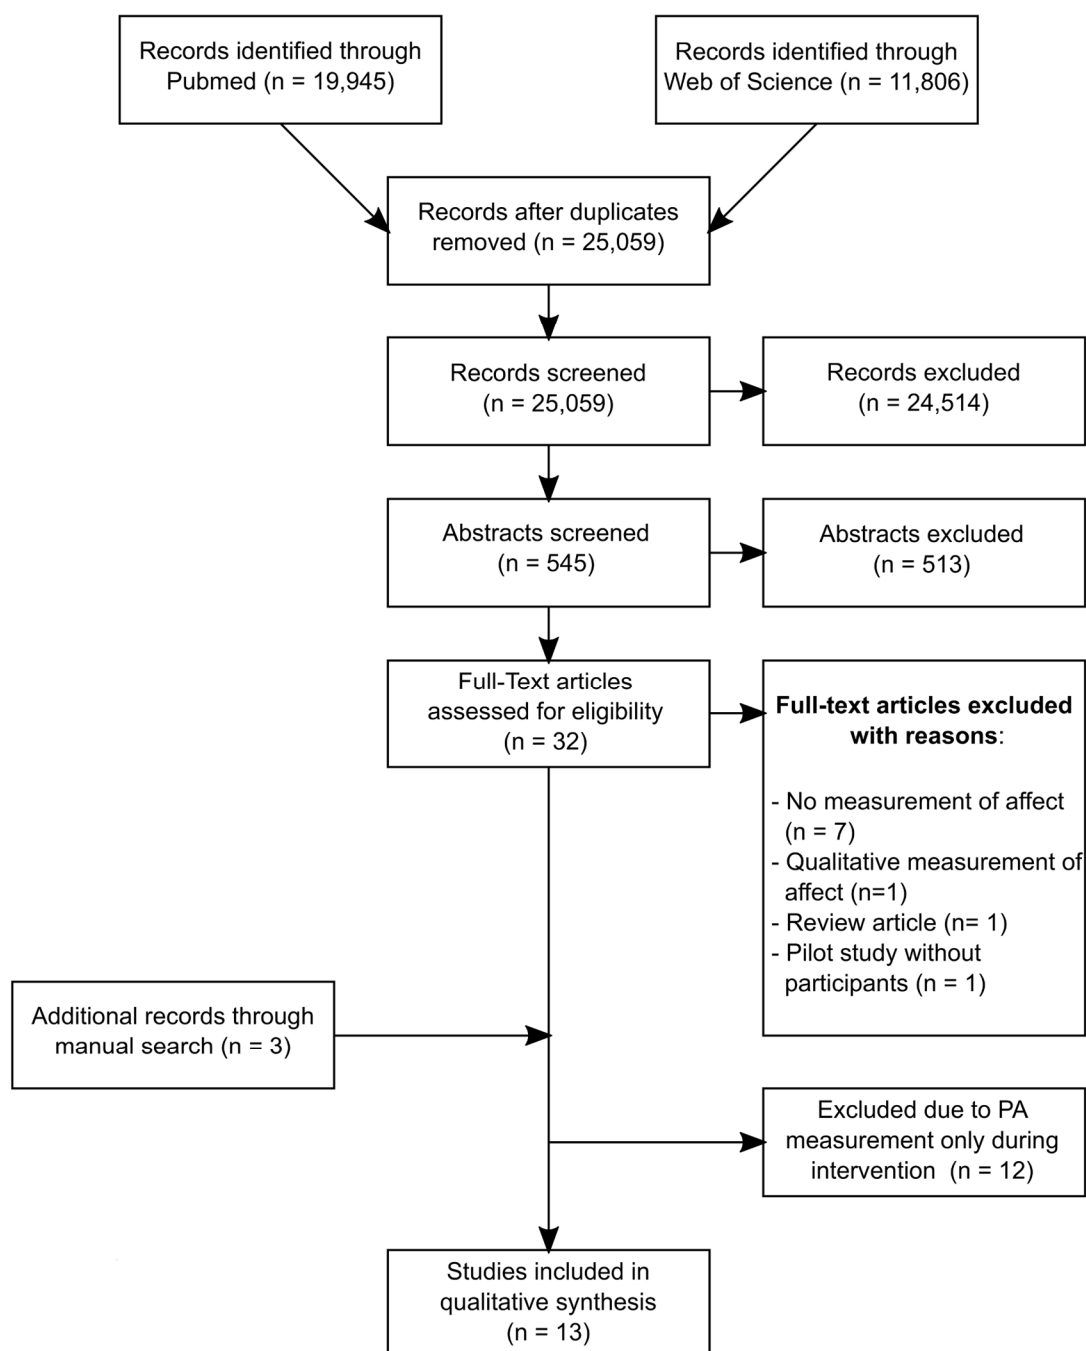 Records identified through
Pubmed (n = 19,945)
Records identified through
Web of Science (n = 11,806)
Records after duplicates
removed (n = 25,059)
Records screened
(n = 25,059)
Records excluded
(n = 24,514)
Abstracts screened
(n = 545)
Abstracts excluded
(n = 513)
Full-Text articles
assessed for eligibility
(n = 32)
Full-text articles excluded
with reasons:
- No measurement of affect
(n = 7)
- Qualitative measurement of
affect (n=1)
- Review article (n= 1)
- Pilot study without
participants (n = 1)
Additional records through
manual search (n = 3)
Excluded due to PA
measurement only during
intervention (n = 12)
Studies included in
qualitative synthesis
(n = 13)